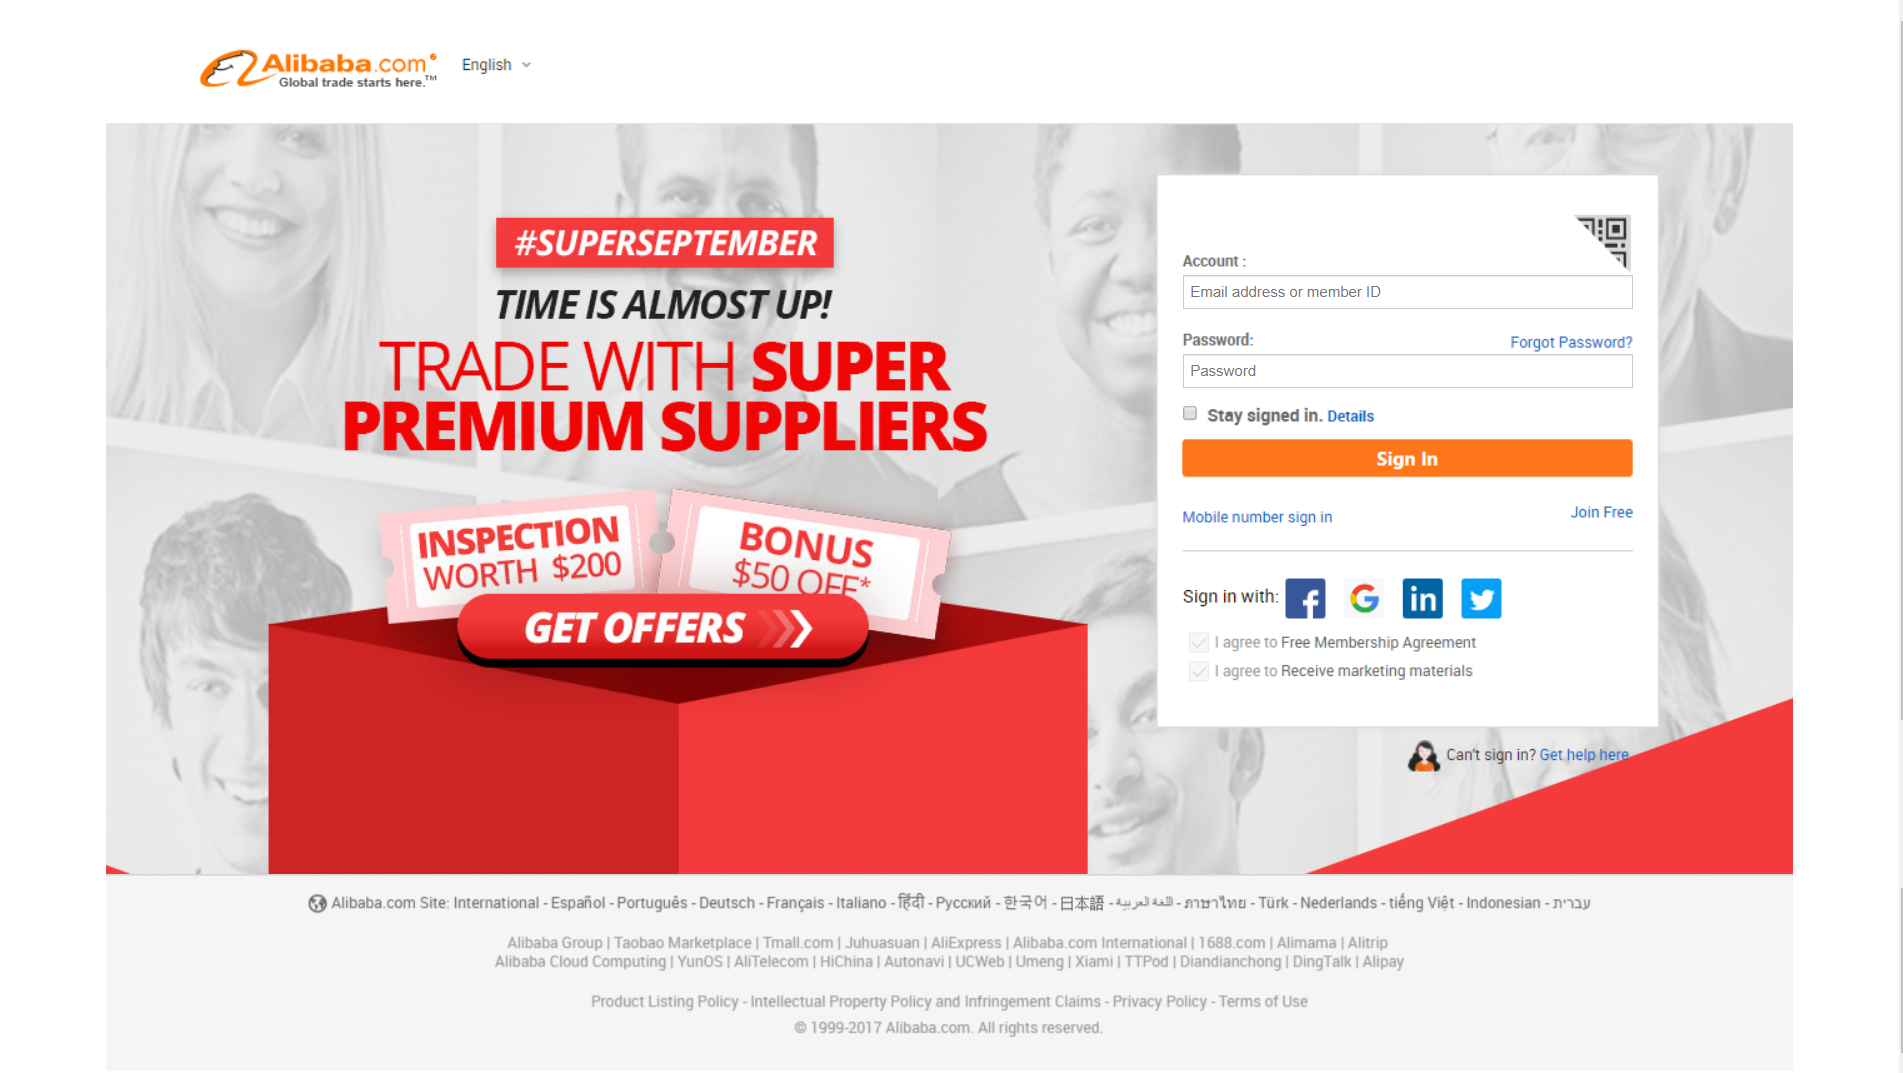 Alibaba.com
Global trade starts here.™
English
#SUPERSEPTEMBER
TIME IS ALMOST UP!
TRADE WITH SUPER
PREMIUM SUPPLIERS
INSPECTION
WORTH $200
BONUS
$50 OFF*
GET OFFERS
Account :
Email address or member ID
Password:
Forgot Password?
Password
Stay signed in. Details
Sign In
Mobile number sign in
Join Free
Sign in with:
I agree to Free Membership Agreement
I agree to Receive marketing materials
Can't sign in? Get help here
Alibaba.com Site: International - Español - Português - Deutsch - Français - Italiano - हिंदी - Русский - 한국어 - 日本語 - اللغة العربية - ภาษาไทย - Türk - Nederlands - tiếng Việt - Indonesian - עברית
Alibaba Group | Taobao Marketplace | Tmall.com | Juhuasuan | AliExpress | Alibaba.com International | 1688.com | Alimama | Alitrip
Alibaba Cloud Computing | YunOS | AliTelecom | HiChina | Autonavi | UCWeb | Umeng | Xiami | TTPod | Diandianchong | DingTalk | Alipay
Product Listing Policy - Intellectual Property Policy and Infringement Claims - Privacy Policy - Terms of Use
© 1999-2017 Alibaba.com. All rights reserved.